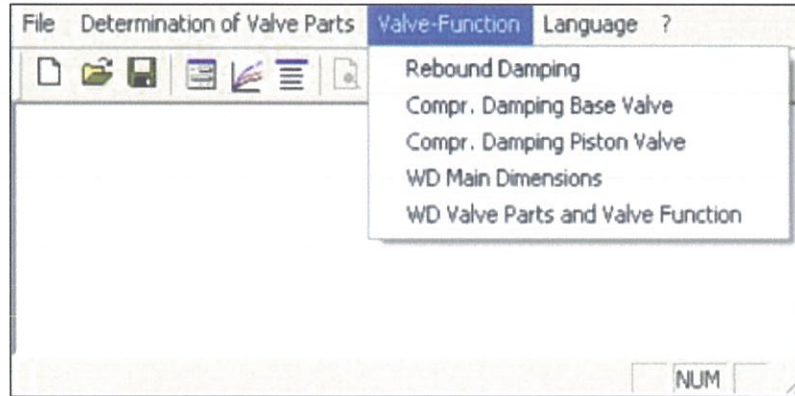 File Determination of Valve Parts Valve-Function Language ?
Rebound Damping
Compr. Damping Base Valve
Compr. Damping Piston Valve
WD Main Dimensions
WD Valve Parts and Valve Function
NUM